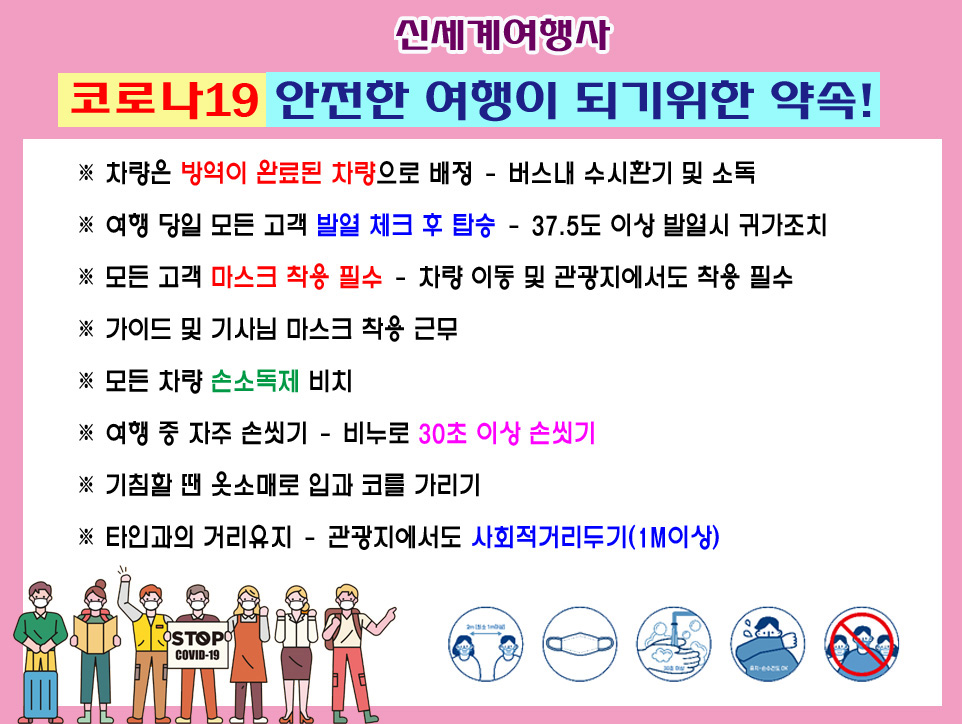 신세계여행사
코로나19 안전한 여행이 되기위한 약속!
※ 차량은 방역이 완료된 차량으로 배정 - 버스내 수시환기 및 소독
※ 여행 당일 모든 고객 발열 체크 후 탑승 - 37.5도 이상 발열시 귀가조치
※ 모든 고객 마스크 착용 필수 - 차량 이동 및 관광지에서도 착용 필수
※ 가이드 및 기사님 마스크 착용 근무
※ 모든 차량 손소독제 비치
※ 여행 중 자주 손씻기 - 비누로 30초 이상 손씻기
※ 기침할 땐 옷소매로 입과 코를 가리기
※ 타인과의 거리유지 - 관광지에서도 사회적거리두기(1M이상)
STOP
COVID-19
2m (최소 1m이상)
30초 이상